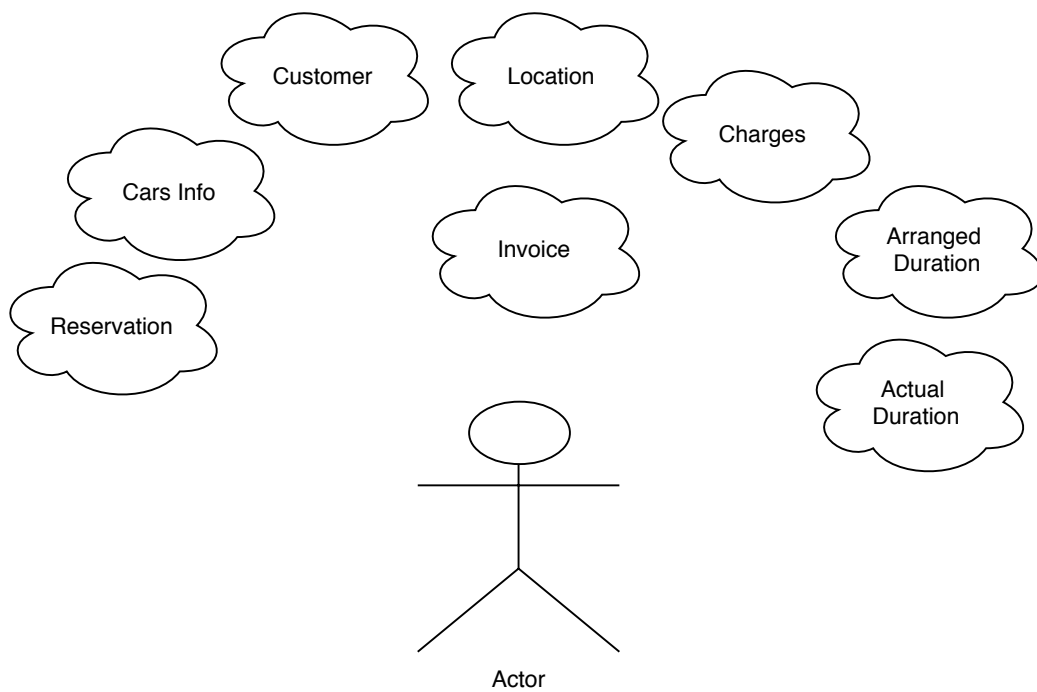 Customer
Location
Charges
Cars Info
Invoice
Arranged
Duration
Reservation
Actual
Duration
Actor